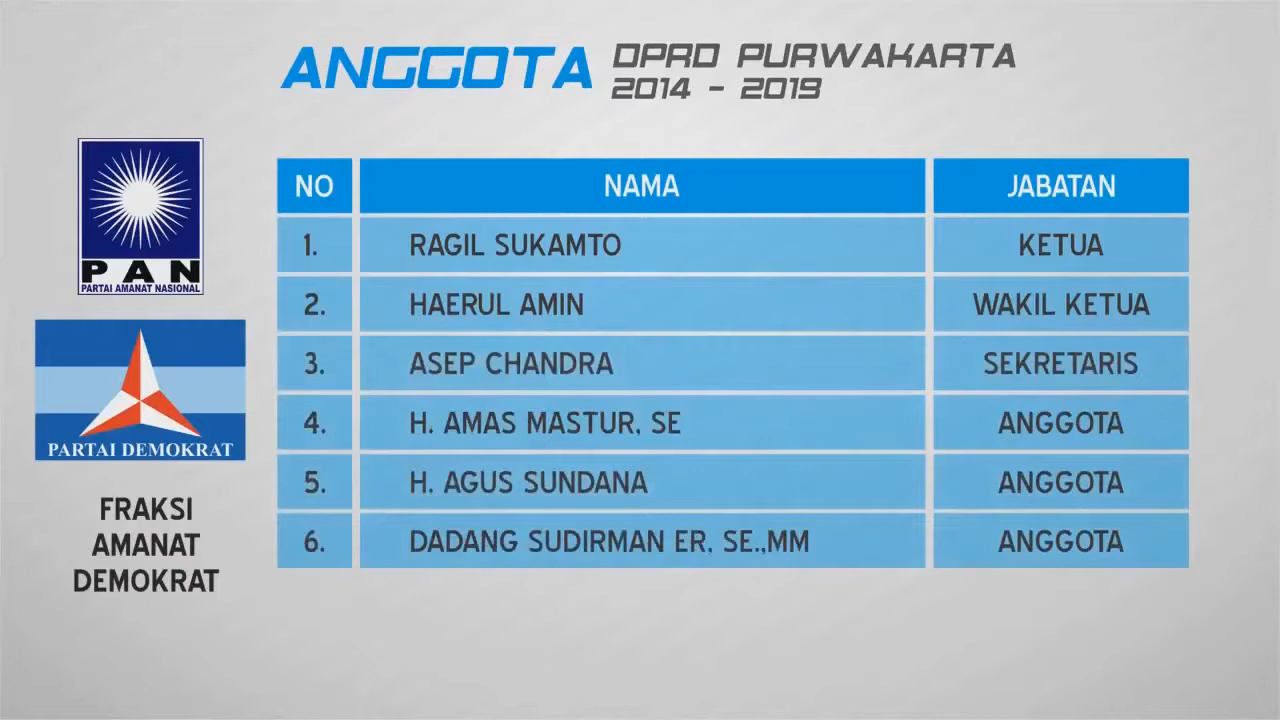 ANGGOTA DPRD PURWAKARTA
2014 - 2019
PAN
PARTAI AMANAT NASIONAL
PARTAI DEMOKRAT
FRAKSI
AMANAT
DEMOKRAT
NO NAMA JABATAN
1. RAGIL SUKAMTO KETUA
2. HAERUL AMIN WAKIL KETUA
3. ASEP CHANDRA SEKRETARIS
4. H. AMAS MASTUR, SE ANGGOTA
5. H. AGUS SUNDANA ANGGOTA
6. DADANG SUDIRMAN ER, SE.,MM ANGGOTA